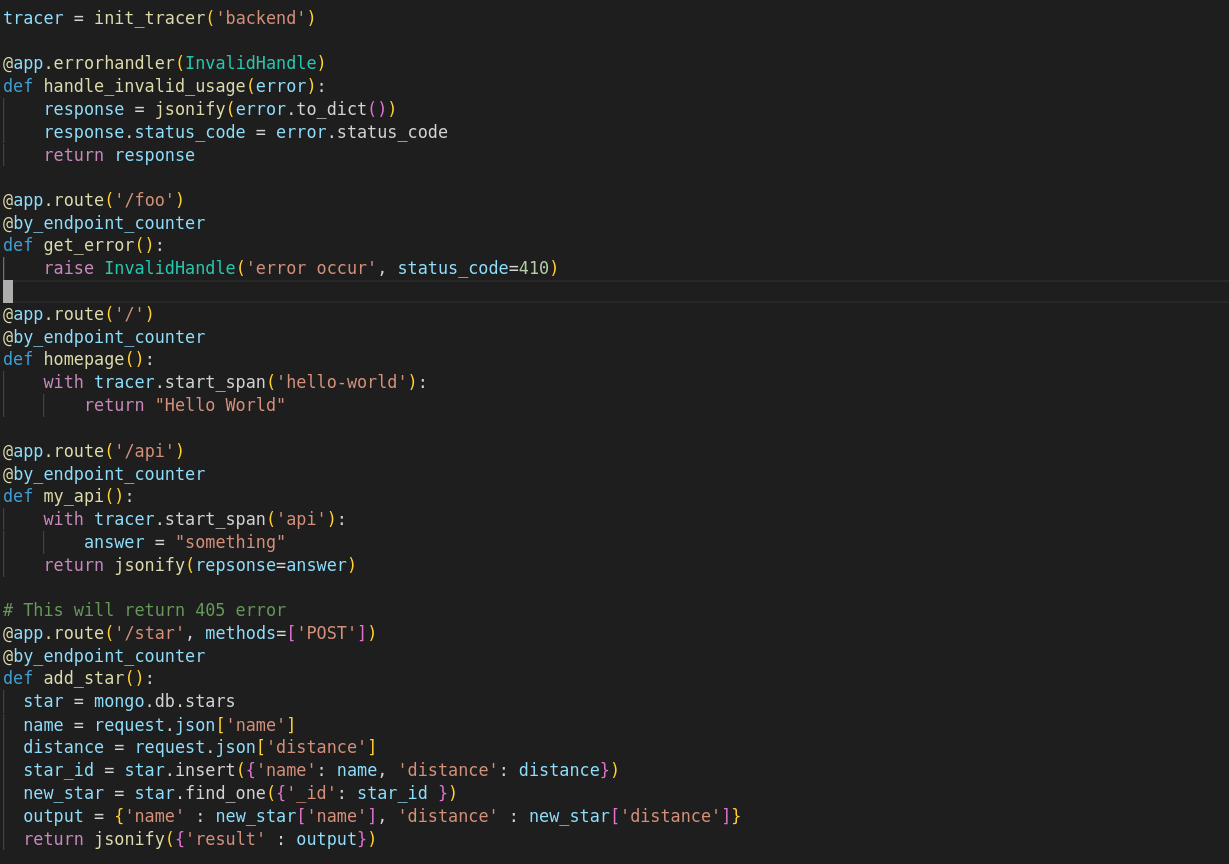 tracer = init_tracer('backend')

@app.errorhandler(InvalidHandle)
def handle_invalid_usage(error):
    response = jsonify(error.to_dict())
    response.status_code = error.status_code
    return response

@app.route('/foo')
@by_endpoint_counter
def get_error():
    raise InvalidHandle('error occur', status_code=410)

@app.route('/')
@by_endpoint_counter
def homepage():
    with tracer.start_span('hello-world'):
        return "Hello World"

@app.route('/api')
@by_endpoint_counter
def my_api():
    with tracer.start_span('api'):
        answer = "something"
    return jsonify(repsonse=answer)

# This will return 405 error
@app.route('/star', methods=['POST'])
@by_endpoint_counter
def add_star():
  star = mongo.db.stars
  name = request.json['name']
  distance = request.json['distance']
  star_id = star.insert({'name': name, 'distance': distance})
  new_star = star.find_one({'_id': star_id })
  output = {'name' : new_star['name'], 'distance' : new_star['distance']}
  return jsonify({'result' : output})